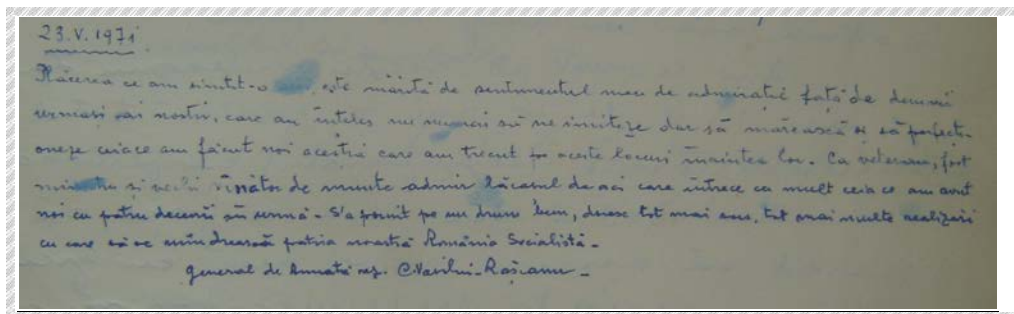 23.V.1971.
Plăcerea ce am simțit-o este mărită de sentimentul meu de admirație față de demnii
urmași ai noștri, care au înțeles nu numai să ne imiteze dar să mărească și să perfecți-
oneze ceiace am făcut noi aceștia care am trecut pe aceste locuri înaintea lor. Ca veteran, fost
ministru și vechi vînător de munte admir lăcașul de aci care întrece cu mult ceia ce am avut
noi cu patru decenii în urmă - S'a pornit pe un drum bun, doresc tot mai sus, tot mai multe realizări
cu care să se mîndrească patria noastră România Socialistă -
General de Armată rez. C. Vasiliu-Rășcanu -